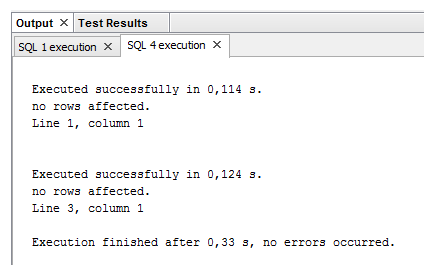 Output × Test Results
SQL 1 execution × SQL 4 execution ×
Executed successfully in 0,114 s.
no rows affected.
Line 1, column 1
Executed successfully in 0,124 s.
no rows affected.
Line 3, column 1
Execution finished after 0,33 s, no errors occurred.